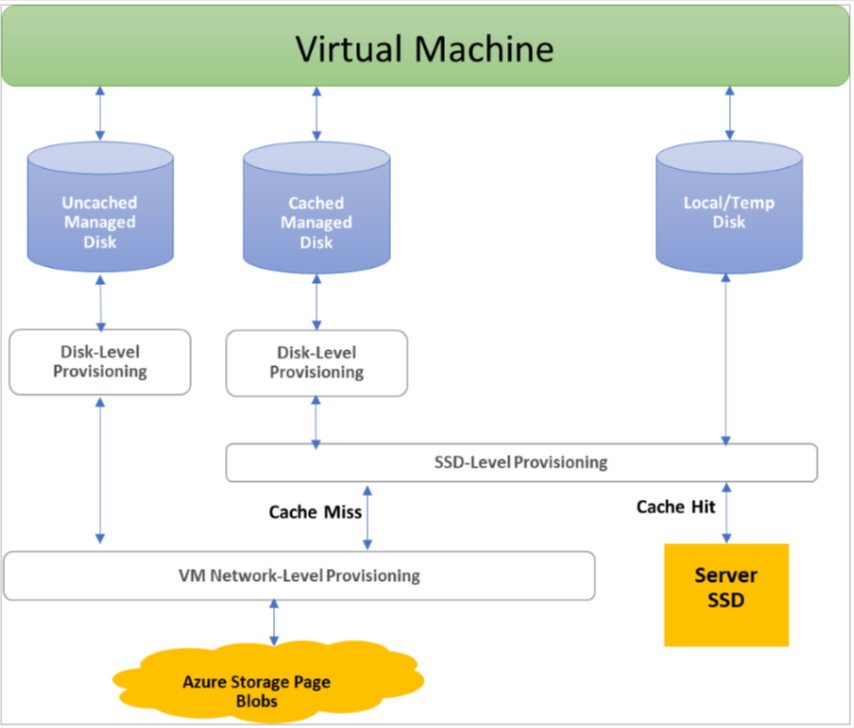 Virtual Machine
Uncached
Managed
Disk
Cached
Managed
Disk
Local/Temp
Disk
Disk-Level
Provisioning
Disk-Level
Provisioning
SSD-Level Provisioning
Cache Miss
Cache Hit
VM Network-Level Provisioning
Server
SSD
Azure Storage Page
Blobs